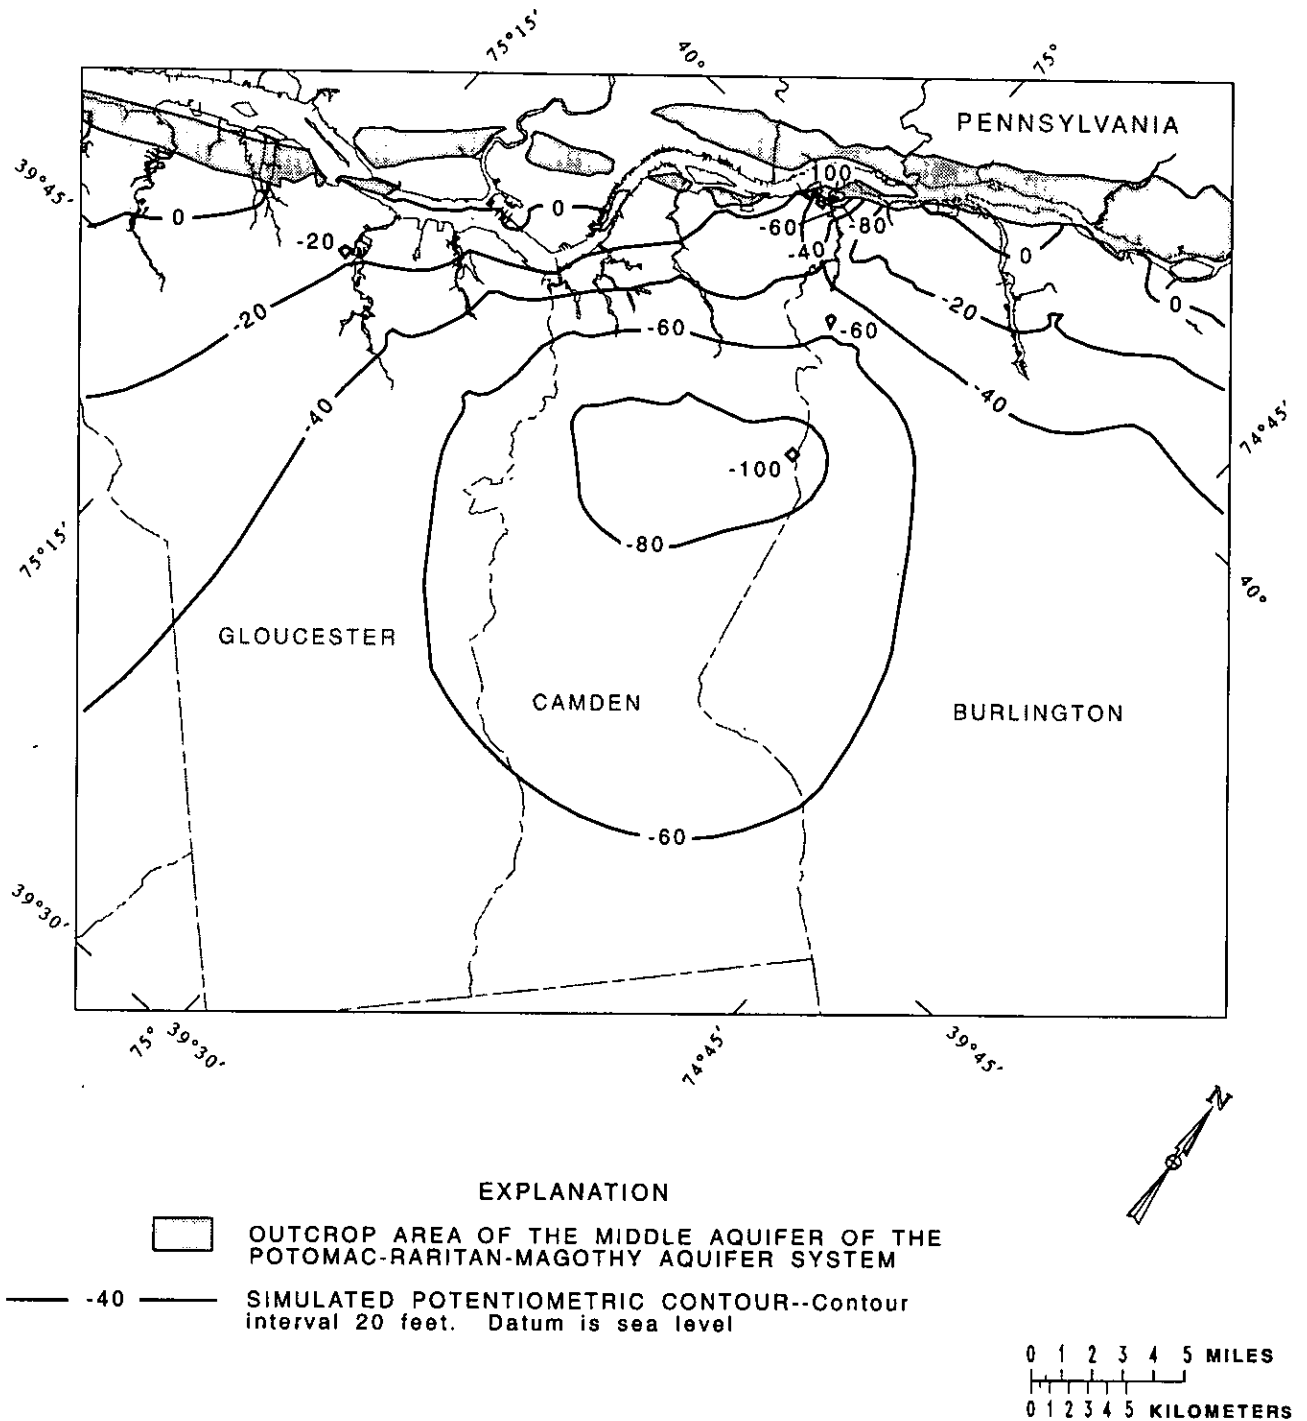 75°15'
40°
75°
PENNSYLVANIA
39°45'
100
0
0
-60
-80
-20
-40
0
-20
-20
0
-60
-60
-40
-40
74°45'
-100
-80
75°15'
40°
GLOUCESTER
CAMDEN
BURLINGTON
-60
39°30'
75°
39°30'
74°45'
39°45'
N
EXPLANATION
OUTCROP AREA OF THE MIDDLE AQUIFER OF THE
POTOMAC-RARITAN-MAGOTHY AQUIFER SYSTEM
-40
SIMULATED POTENTIOMETRIC CONTOUR--Contour
interval 20 feet. Datum is sea level
0 1 2 3 4 5 MILES
0 1 2 3 4 5 KILOMETERS